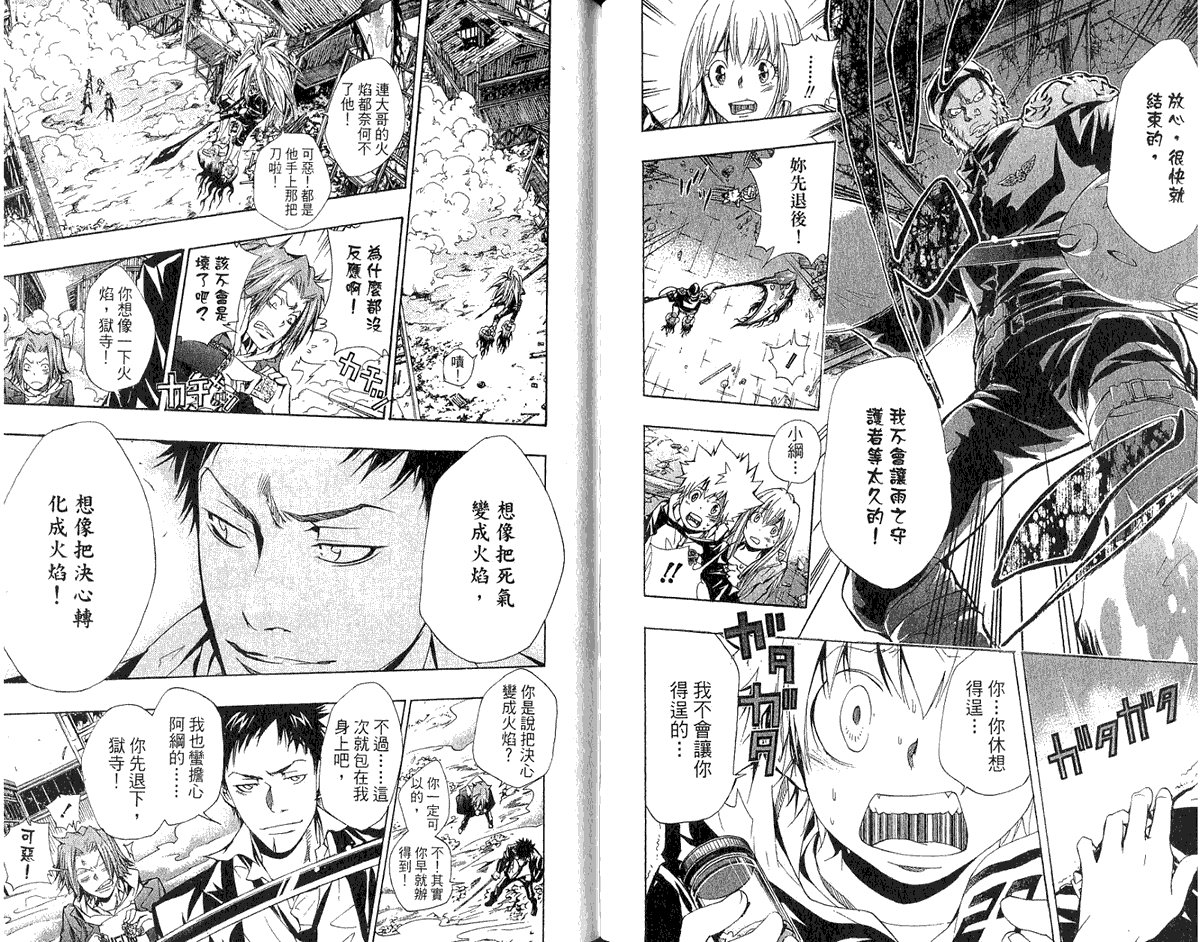 放心，很快就
結束的，
……！！
妳先退後！
！
我不會讓雨之守
護者等太久的！
小綱…
！！
ガタガタ
你…你休想
得逞…
ガタ
ガタ
我不會讓你
得逞的…
連大哥的火
焰都奈何不
了他！
可惡！都是
他手上那把
刀啦！
嘖！
為什麼都沒
反應啊！
該不會是
壞了吧？
カチッ
カチッ
你想像一下火
焰，獄寺！
想像把死氣
變成火焰，
想像把決心轉
化成火焰！
你是說把決心
變成火焰？
你一定可
以的，
不！其實
你早就辦
得到！
不過……這
次就包在我
身上吧，
我也蠻擔心
阿綱的……
你先退下，
獄寺！
！
可惡！